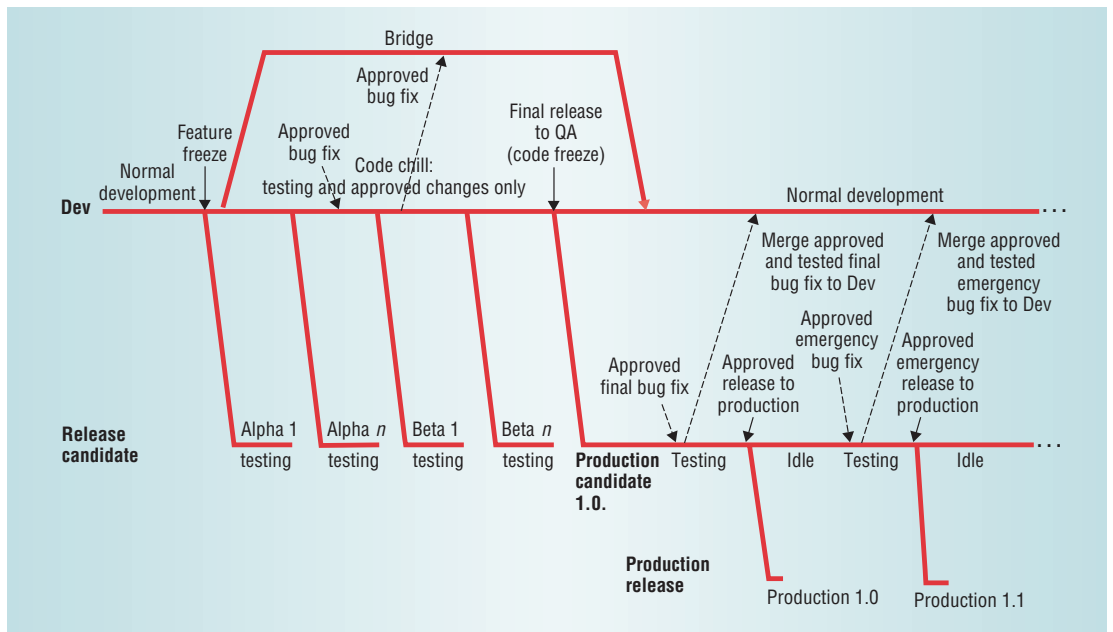 Bridge
Approved
bug fix
Feature
freeze
Approved
bug fix
Final release
to QA
(code freeze)
Normal
development
Code chill:
testing and approved changes only
Normal development
Dev
...
Merge approved
and tested final
bug fix to Dev
Merge approved
and tested
emergency
bug fix to Dev
Approved
final bug fix
Approved
release to
production
Approved
emergency
bug fix
Approved
emergency
release to
production
Release
candidate
Alpha 1
testing
Alpha n
testing
Beta 1
testing
Beta n
testing
Production
candidate
1.0.
Testing
Idle
Testing
Idle
...
Production
release
Production 1.0
Production 1.1